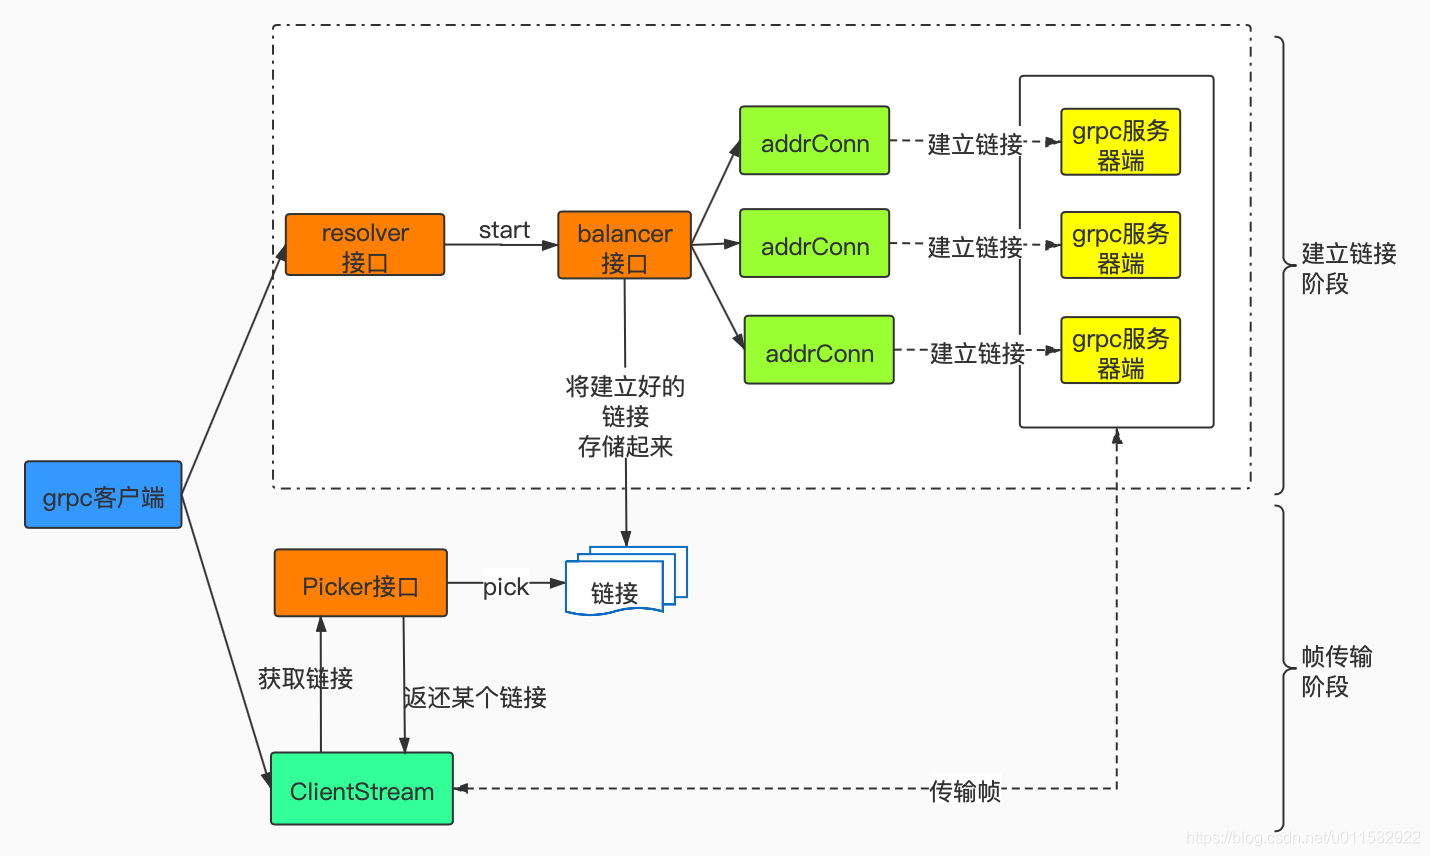 addrConn
建立链接
grpc服务
器端
resolver
接口
start
balancer
接口
addrConn
建立链接
grpc服务
器端
建立链接
阶段
addrConn
建立链接
grpc服务
器端
将建立好的
链接
存储起来
grpc客户端
Picker接口
pick
链接
获取链接
返还某个链接
帧传输
阶段
ClientStream
传输帧
https://blog.csdn.net/u011582922